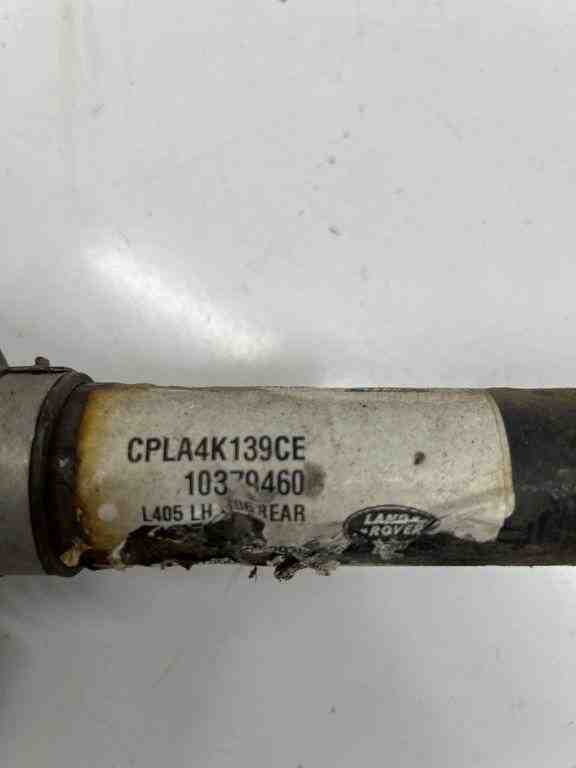 CPLA4K139CE
10379460
L405 LH REAR
LAND
ROVER